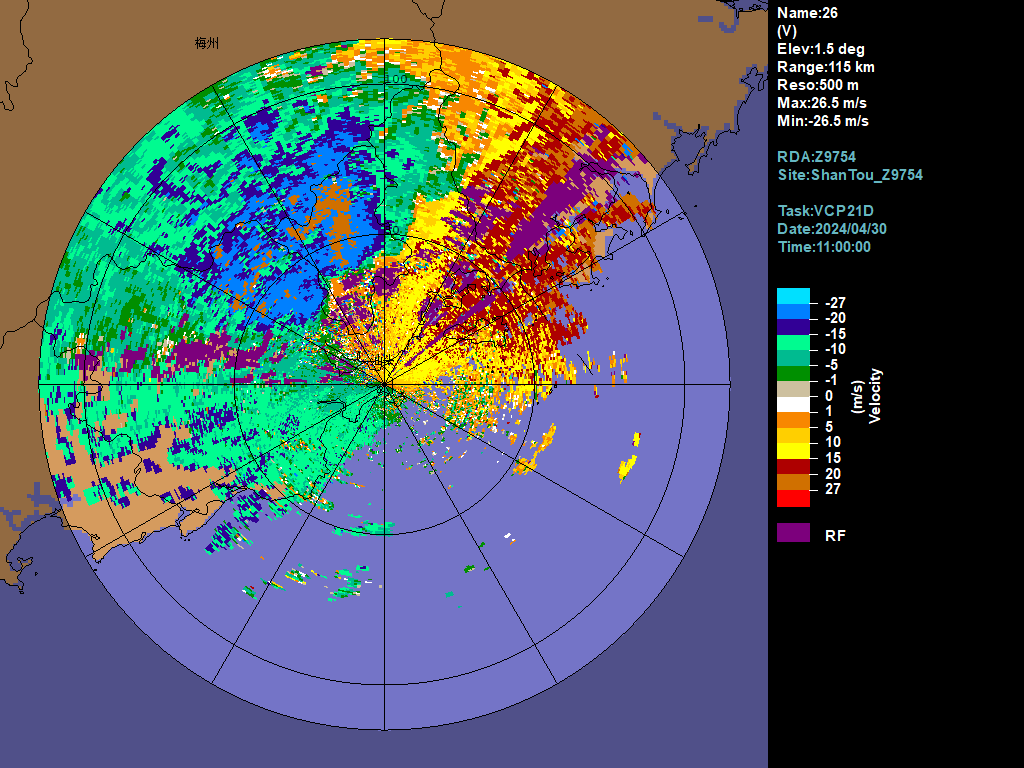 梅州
100
Name:26
(V)
Elev:1.5 deg
Range:115 km
Reso:500 m
Max:26.5 m/s
Min:-26.5 m/s
RDA:Z9754
Site:ShanTou_Z9754
Task:VCP21D
Date:2024/04/30
Time:11:00:00
-27
-20
-15
-10
-5
-1
0
1
5
10
15
20
27
(m/s)
Velocity
RF